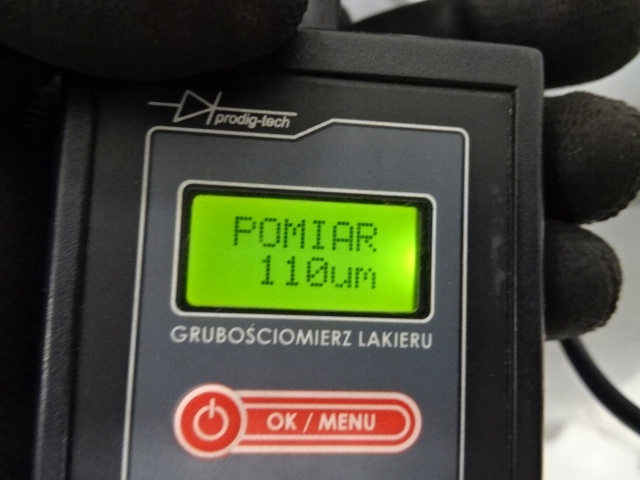 prodig-tech
POMIAR
110um
GRUBOŚCIOMIERZ LAKIERU
OK / MENU